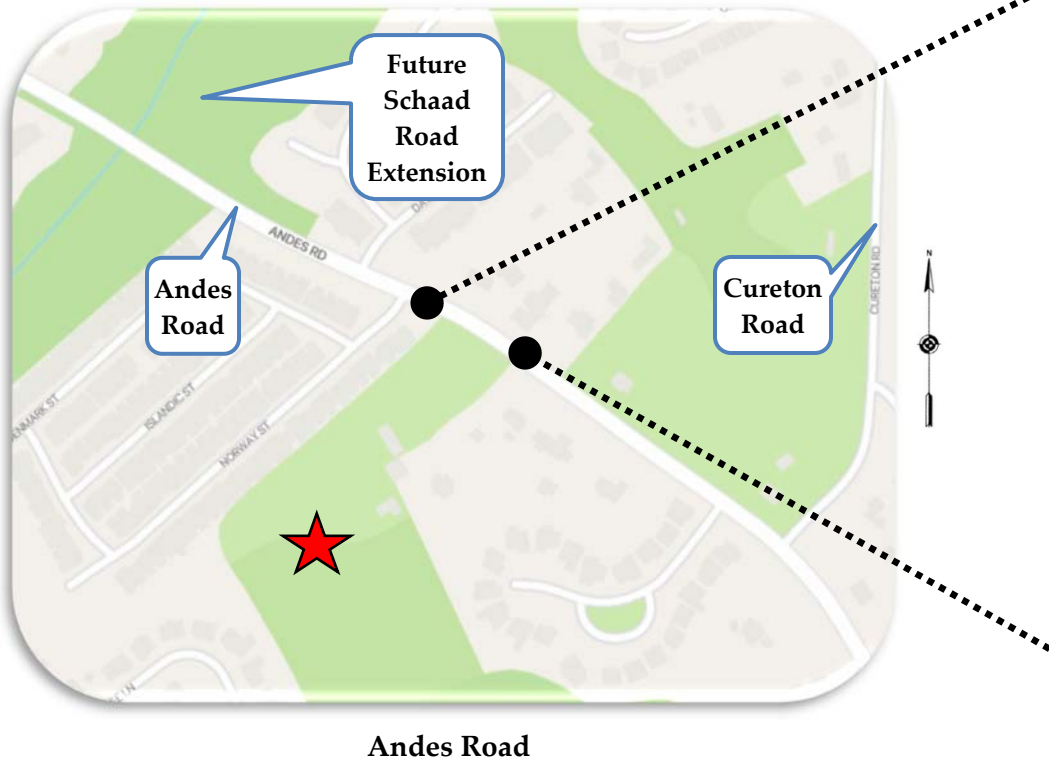 Future
Schaad
Road
Extension
ANDES RD
Andes
Road
Cureton
Road
CURETON RD
N
ISLANDIC ST
NORWAY ST
Andes Road